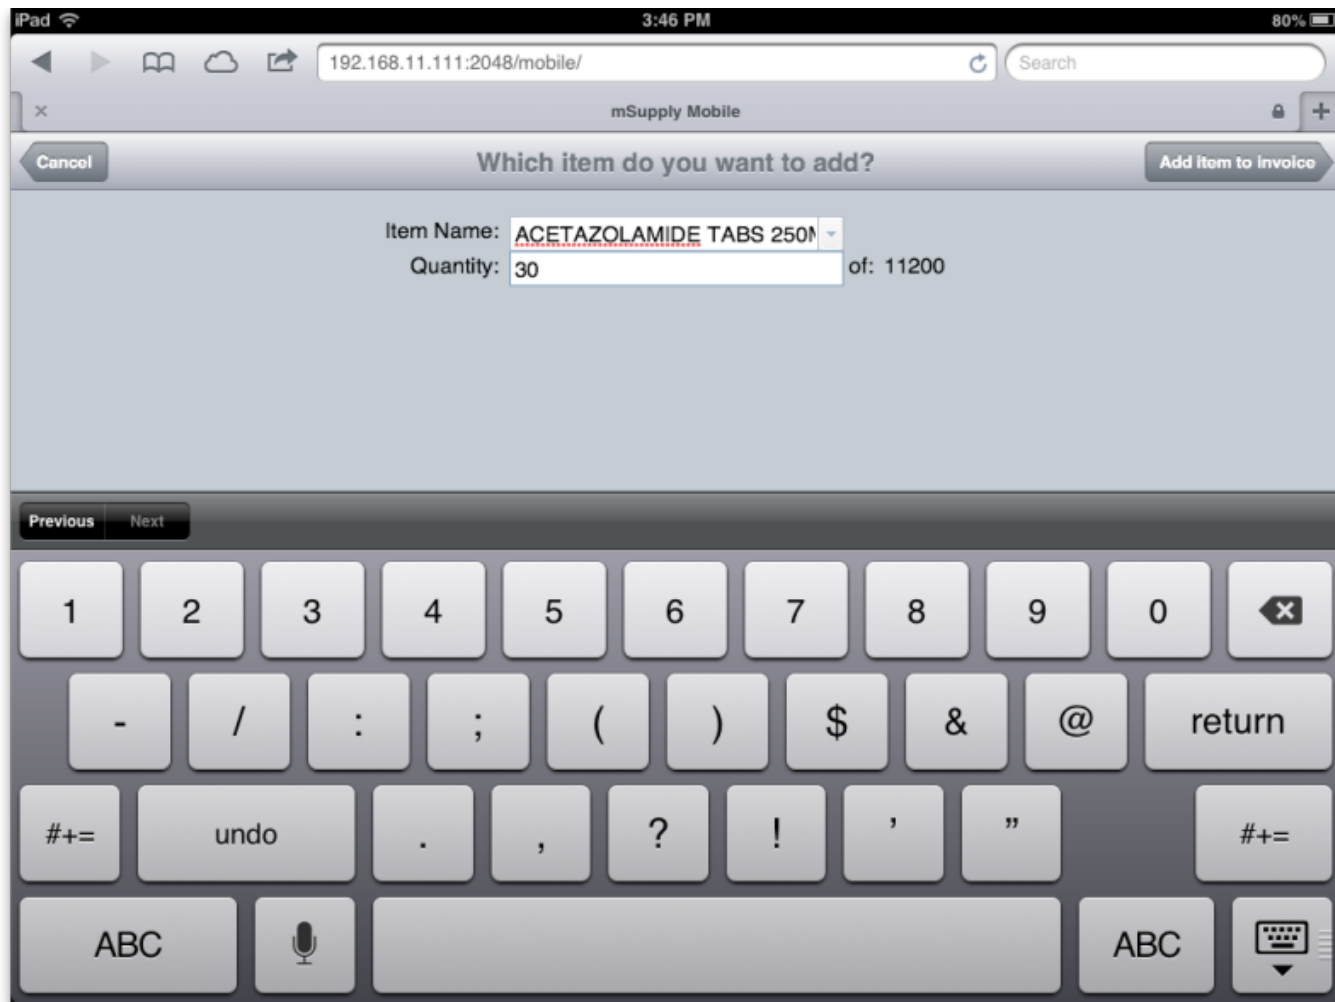 iPad 3:46 PM 80%
192.168.11.111:2048/mobile/ Search
mSupply Mobile
Cancel Which item do you want to add? Add item to invoice
Item Name: ACETAZOLAMIDE TABS 250M
Quantity: 30 of: 11200
Previous Next
1 2 3 4 5 6 7 8 9 0
- / : ; ( ) $ & @ return
#+= undo . , ? ! ’ ” #+=
ABC ABC